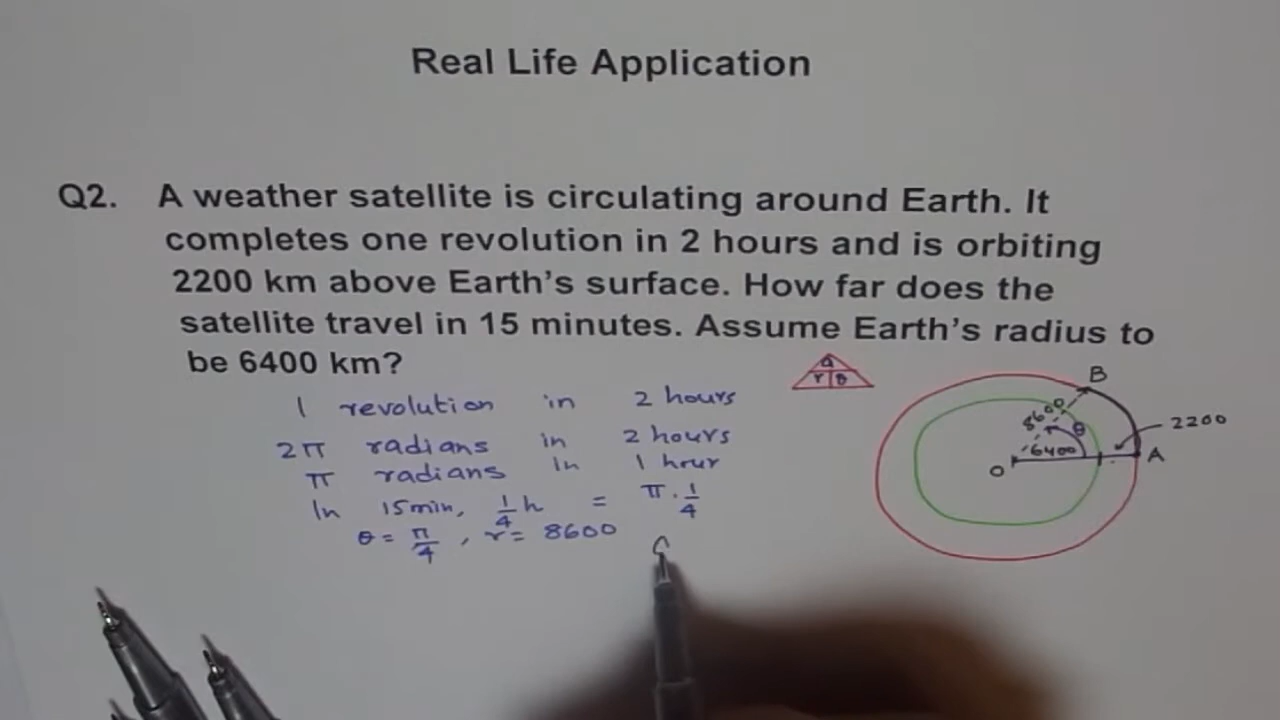 Real Life Application
Q2. A weather satellite is circulating around Earth. It
completes one revolution in 2 hours and is orbiting
2200 km above Earth's surface. How far does the
satellite travel in 15 minutes. Assume Earth's radius to
be 6400 km?
1 revolution in 2 hours
2π radians in 2 hours
π radians in 1 hour
In 15min, 1/4 h = π · 1/4
θ = π/4 , r = 8600
a
r θ
B
8600
θ
2200
6400
O
A